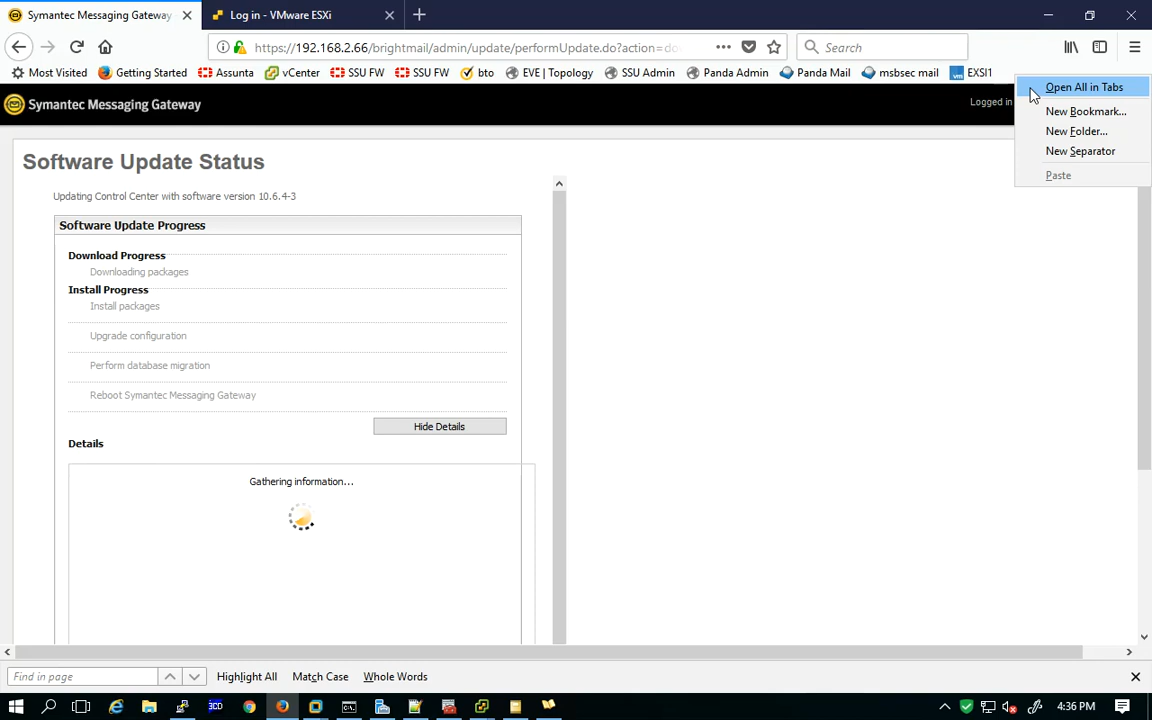 Symantec Messaging Gateway
Log in - VMware ESXi
https://192.168.2.66/brightmail/admin/update/performUpdate.do?action=do
Search
Most Visited Getting Started Assunta vCenter SSU FW SSU FW bto EVE | Topology SSU Admin Panda Admin Panda Mail msbsec mail EXSI1
Open All in Tabs
New Bookmark...
New Folder...
New Separator
Paste
Symantec Messaging Gateway
Logged in
Software Update Status
Updating Control Center with software version 10.6.4-3
Software Update Progress
Download Progress
Downloading packages
Install Progress
Install packages
Upgrade configuration
Perform database migration
Reboot Symantec Messaging Gateway
Hide Details
Details
Gathering information...
Find in page Highlight All Match Case Whole Words
4:36 PM